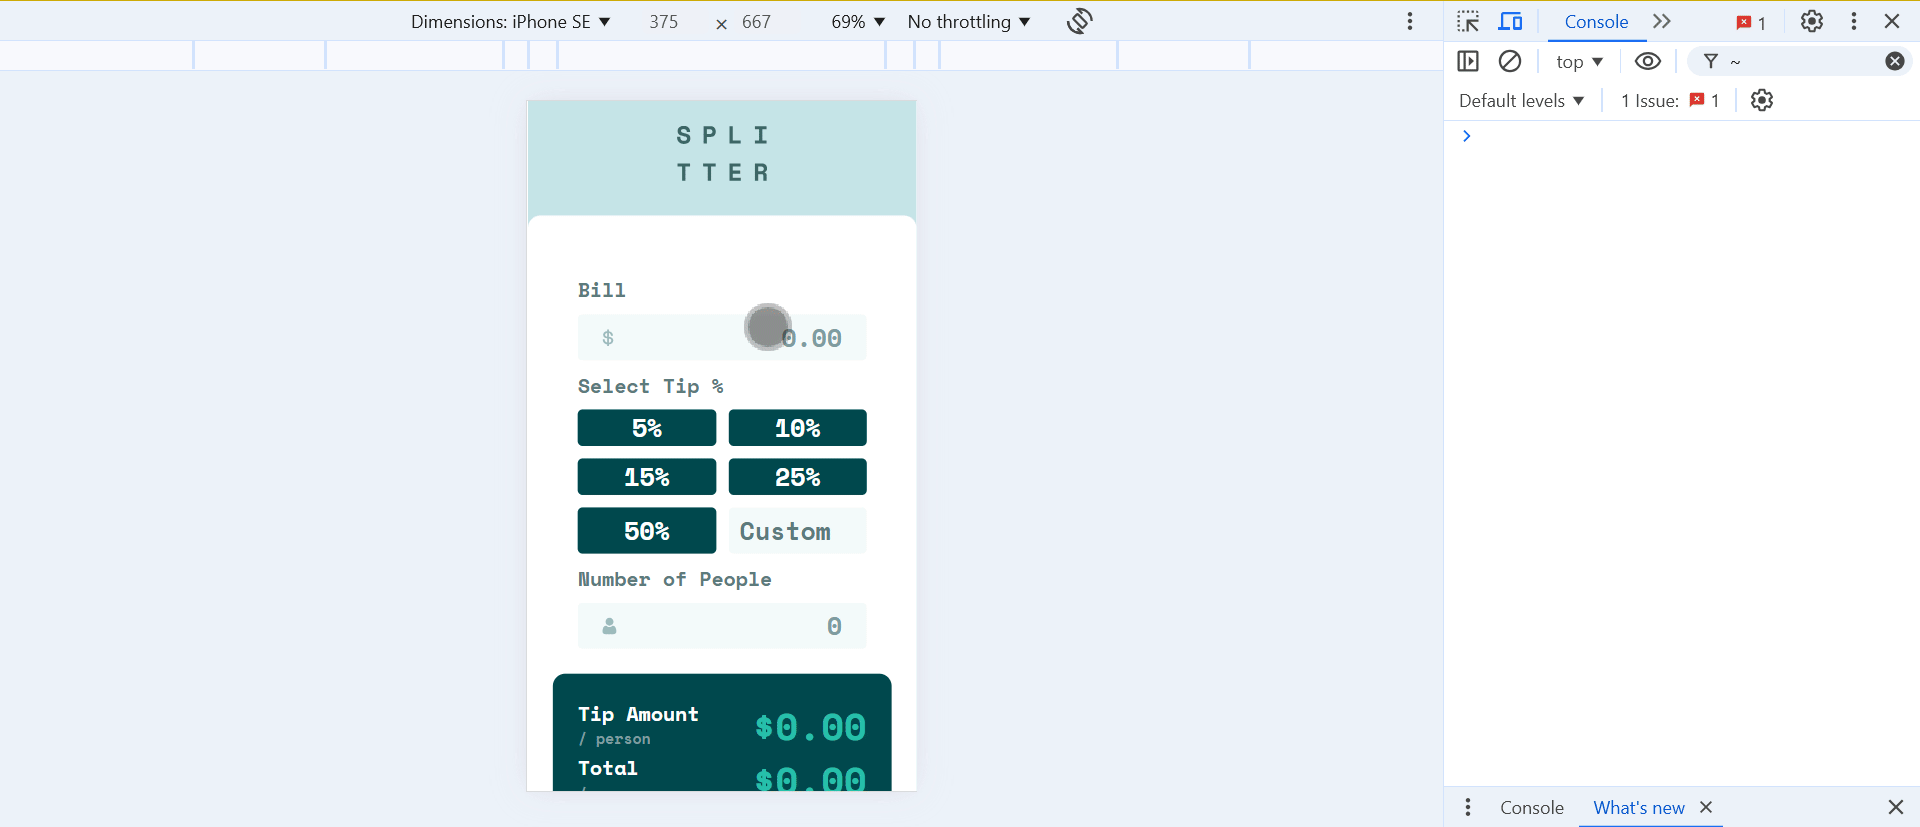 Dimensions: iPhone SE ▼ 375 × 667 69% ▼ No throttling ▼
Console 1
top ▼ ~
Default levels ▼ 1 Issue: 1
SPLI
TTER
Bill
$ 0.00
Select Tip %
5% 10%
15% 25%
50% Custom
Number of People
0
Tip Amount $0.00
/ person
Total $0.00
Console What's new